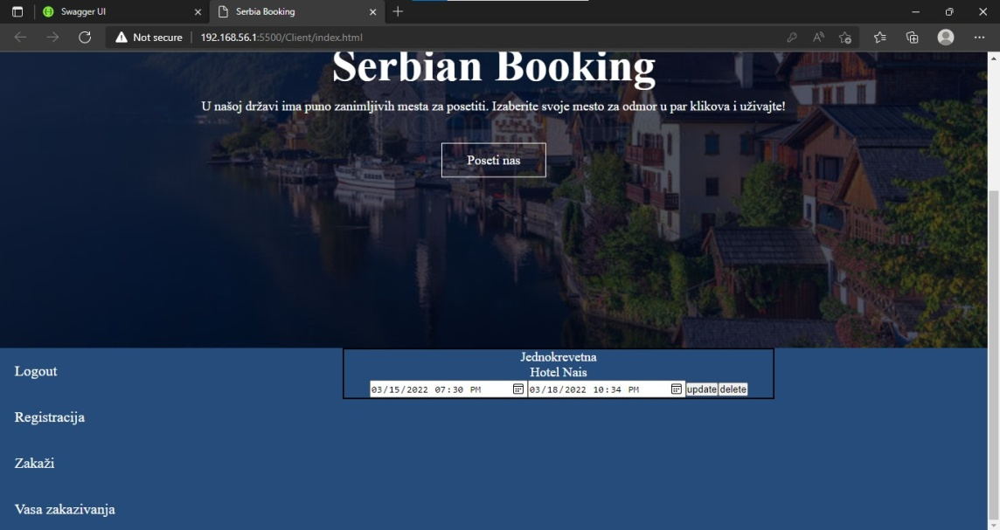 Swagger UI
Serbia Booking
Not secure
192.168.56.1:5500/Client/index.html
Serbian Booking
U našoj državi ima puno zanimljivih mesta za posetiti. Izaberite svoje mesto za odmor u par klikova i uživajte!
Poseti nas
Logout
Jednokrevetna
Hotel Nais
03/15/2022 07:30 PM 03/18/2022 10:34 PM update delete
Registracija
Zakaži
Vasa zakazivanja